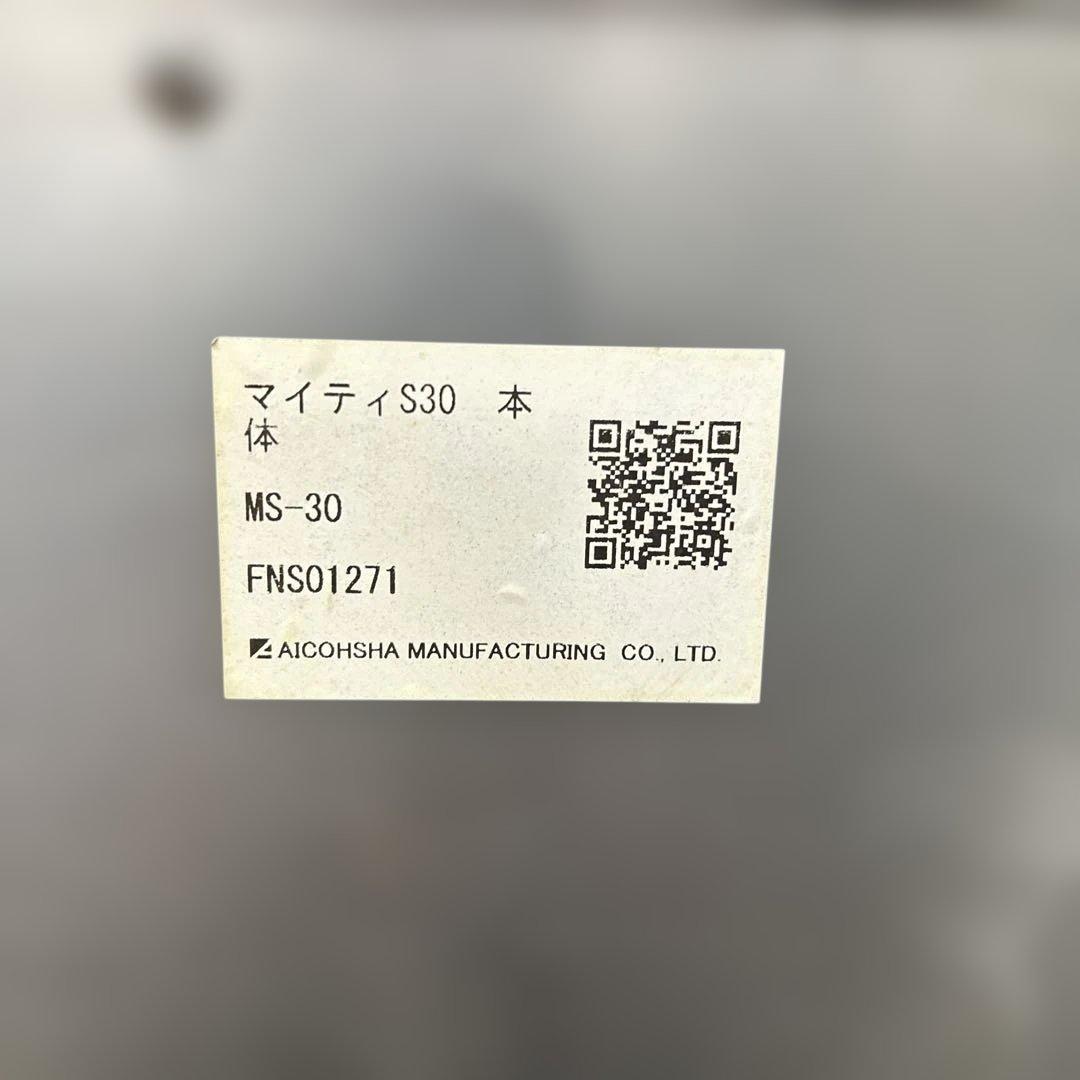 マイティS30　本
体
MS-30
FNS01271
AICOHSHA MANUFACTURING CO., LTD.